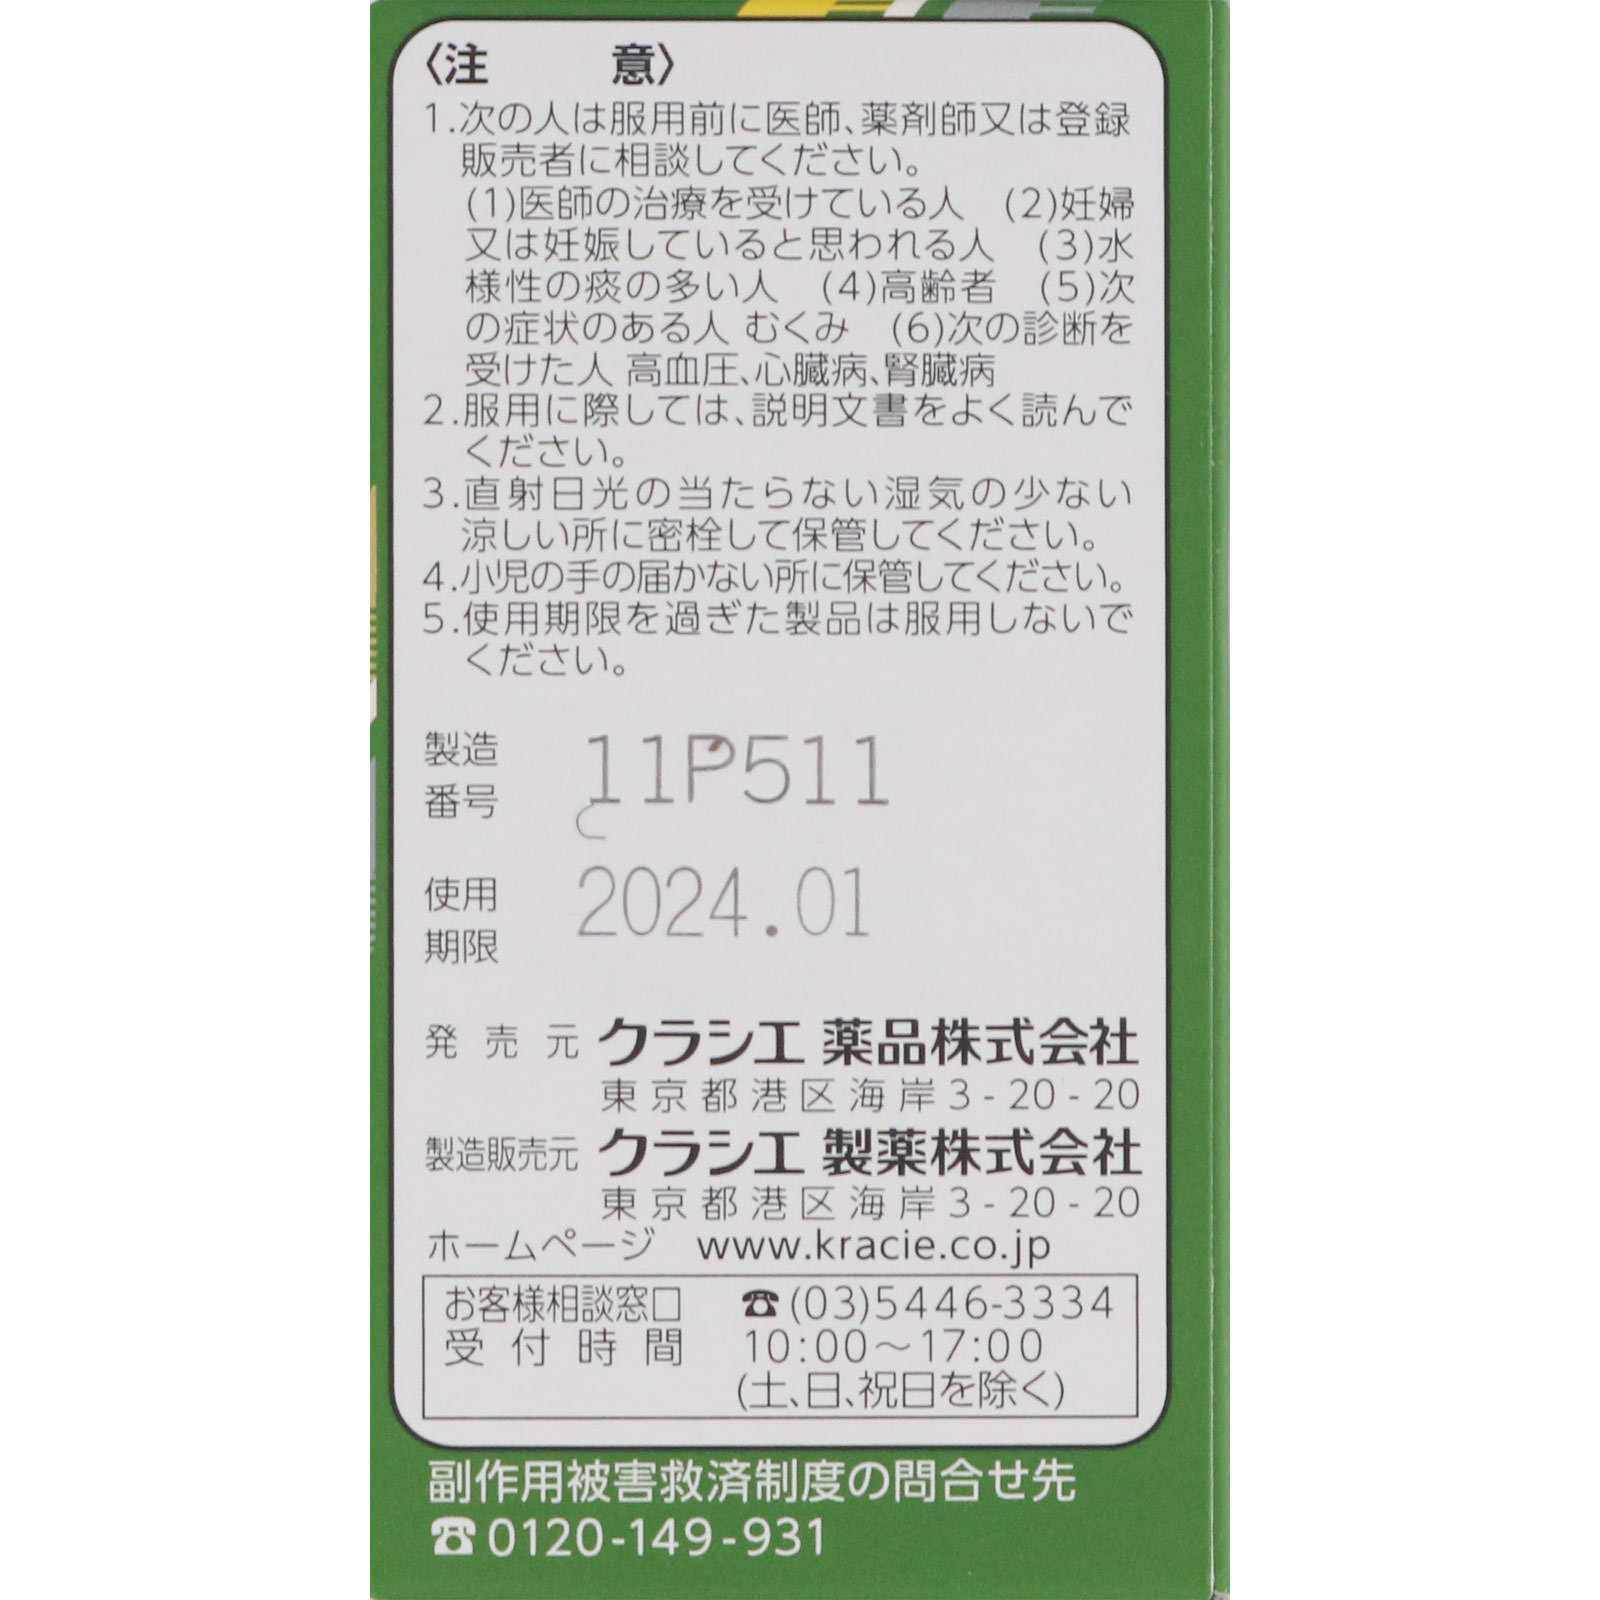 〈注　意〉
1.次の人は服用前に医師、薬剤師又は登録
販売者に相談してください。
(1)医師の治療を受けている人　(2)妊婦
又は妊娠していると思われる人　(3)水
様性の痰の多い人　(4)高齢者　(5)次
の症状のある人 むくみ　(6)次の診断を
受けた人 高血圧、心臓病、腎臓病
2.服用に際しては、説明文書をよく読んで
ください。
3.直射日光の当たらない湿気の少ない
涼しい所に密栓して保管してください。
4.小児の手の届かない所に保管してください。
5.使用期限を過ぎた製品は服用しないで
ください。
製造
番号
11P511
使用
期限
2024.01
発売元 クラシエ 薬品株式会社
東京都港区海岸3-20-20
製造販売元 クラシエ 製薬株式会社
東京都港区海岸3-20-20
ホームページ www.kracie.co.jp
お客様相談窓口 ☎(03)5446-3334
受付時間 10:00〜17:00
(土、日、祝日を除く)
副作用被害救済制度の問合せ先
☎0120-149-931